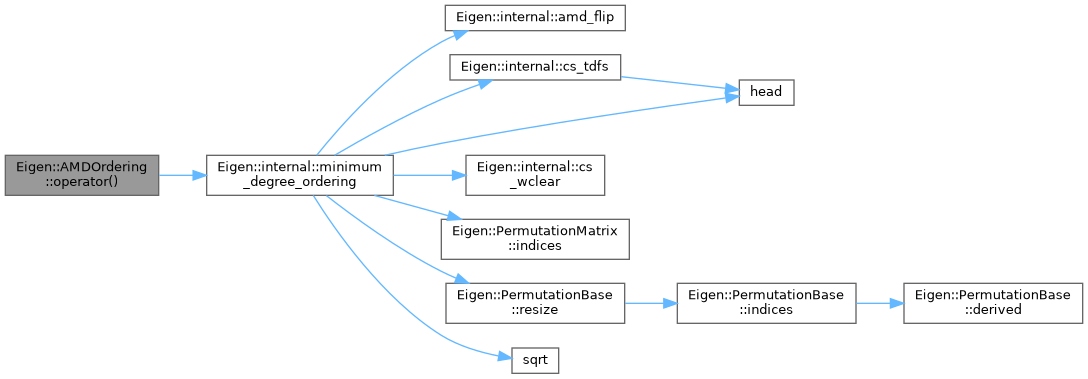 Eigen::internal::amd_flip
Eigen::internal::cs_tdfs
head
Eigen::AMDOrdering
::operator()
Eigen::internal::minimum
_degree_ordering
Eigen::internal::cs
_wclear
Eigen::PermutationMatrix
::indices
Eigen::PermutationBase
::resize
Eigen::PermutationBase
::indices
Eigen::PermutationBase
::derived
sqrt